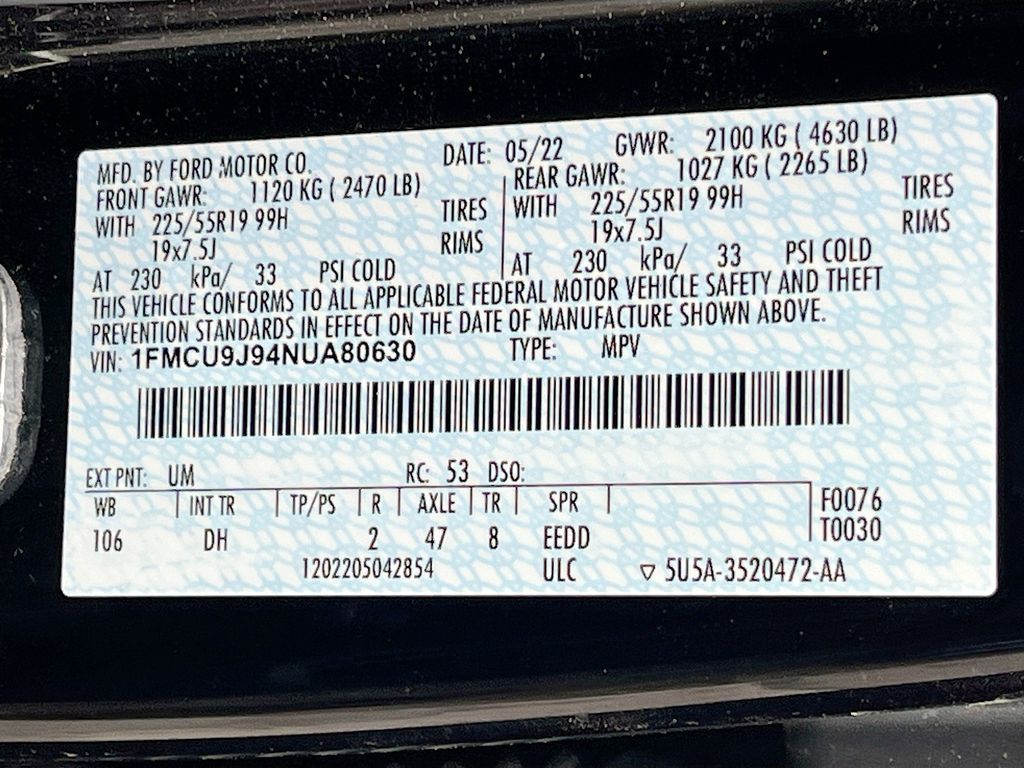 MFD. BY FORD MOTOR CO. DATE: 05/22 GVWR: 2100 KG ( 4630 LB)
FRONT GAWR: 1120 KG ( 2470 LB) REAR GAWR: 1027 KG ( 2265 LB)
WITH 225/55R19 99H TIRES WITH 225/55R19 99H TIRES
19x7.5J RIMS 19x7.5J RIMS
AT 230 kPa/ 33 PSI COLD AT 230 kPa/ 33 PSI COLD
THIS VEHICLE CONFORMS TO ALL APPLICABLE FEDERAL MOTOR VEHICLE SAFETY AND THEFT
PREVENTION STANDARDS IN EFFECT ON THE DATE OF MANUFACTURE SHOWN ABOVE.
VIN: 1FMCU9J94NUA80630 TYPE: MPV
EXT PNT: UM RC: 53 DSO:
WB INT TR TP/PS R AXLE TR SPR F0076
106 DH 2 47 8 EEDD T0030
1202205042854 ULC ▽ 5U5A-3520472-AA